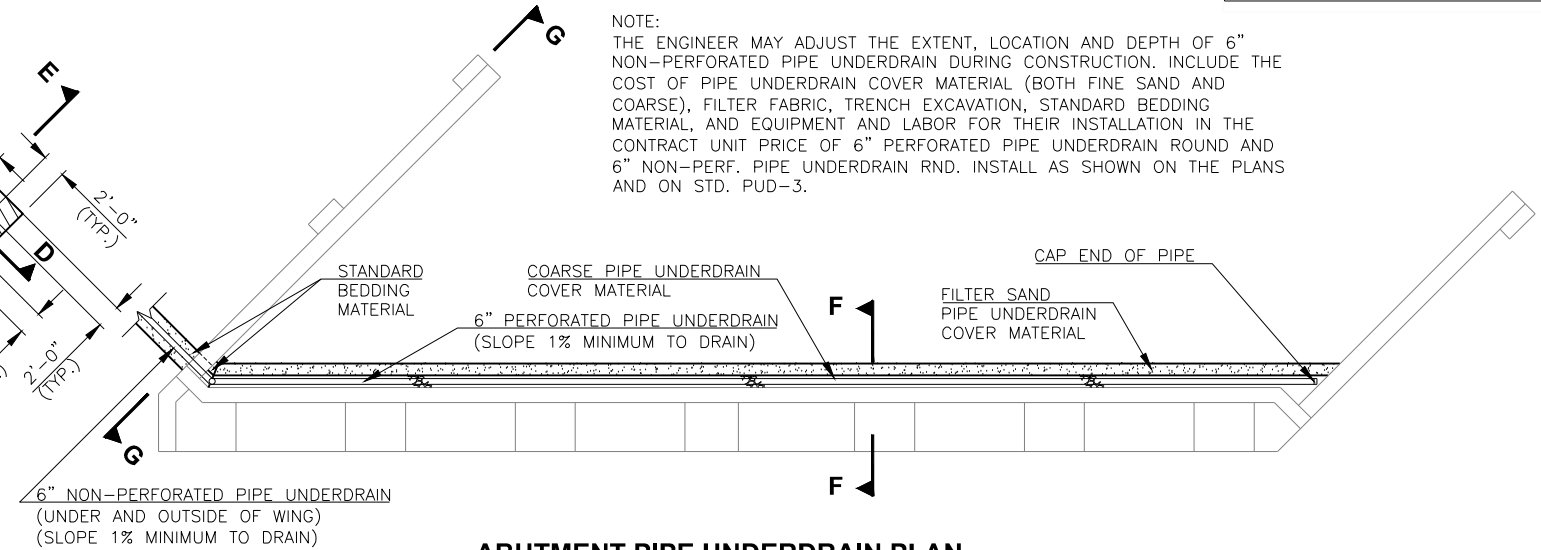 NOTE:
THE ENGINEER MAY ADJUST THE EXTENT, LOCATION AND DEPTH OF 6"
NON-PERFORATED PIPE UNDERDRAIN DURING CONSTRUCTION. INCLUDE THE
COST OF PIPE UNDERDRAIN COVER MATERIAL (BOTH FINE SAND AND
COARSE), FILTER FABRIC, TRENCH EXCAVATION, STANDARD BEDDING
MATERIAL, AND EQUIPMENT AND LABOR FOR THEIR INSTALLATION IN THE
CONTRACT UNIT PRICE OF 6" PERFORATED PIPE UNDERDRAIN ROUND AND
6" NON-PERF. PIPE UNDERDRAIN RND. INSTALL AS SHOWN ON THE PLANS
AND ON STD. PUD-3.
G
E
2'-0"
(TYP.)
D
2'-0"
(TYP.)
STANDARD
BEDDING
MATERIAL
COARSE PIPE UNDERDRAIN
COVER MATERIAL
6" PERFORATED PIPE UNDERDRAIN
(SLOPE 1% MINIMUM TO DRAIN)
F
CAP END OF PIPE
FILTER SAND
PIPE UNDERDRAIN
COVER MATERIAL
G
F
6" NON-PERFORATED PIPE UNDERDRAIN
(UNDER AND OUTSIDE OF WING)
(SLOPE 1% MINIMUM TO DRAIN)
ABUTMENT PIPE UNDERDRAIN PLAN